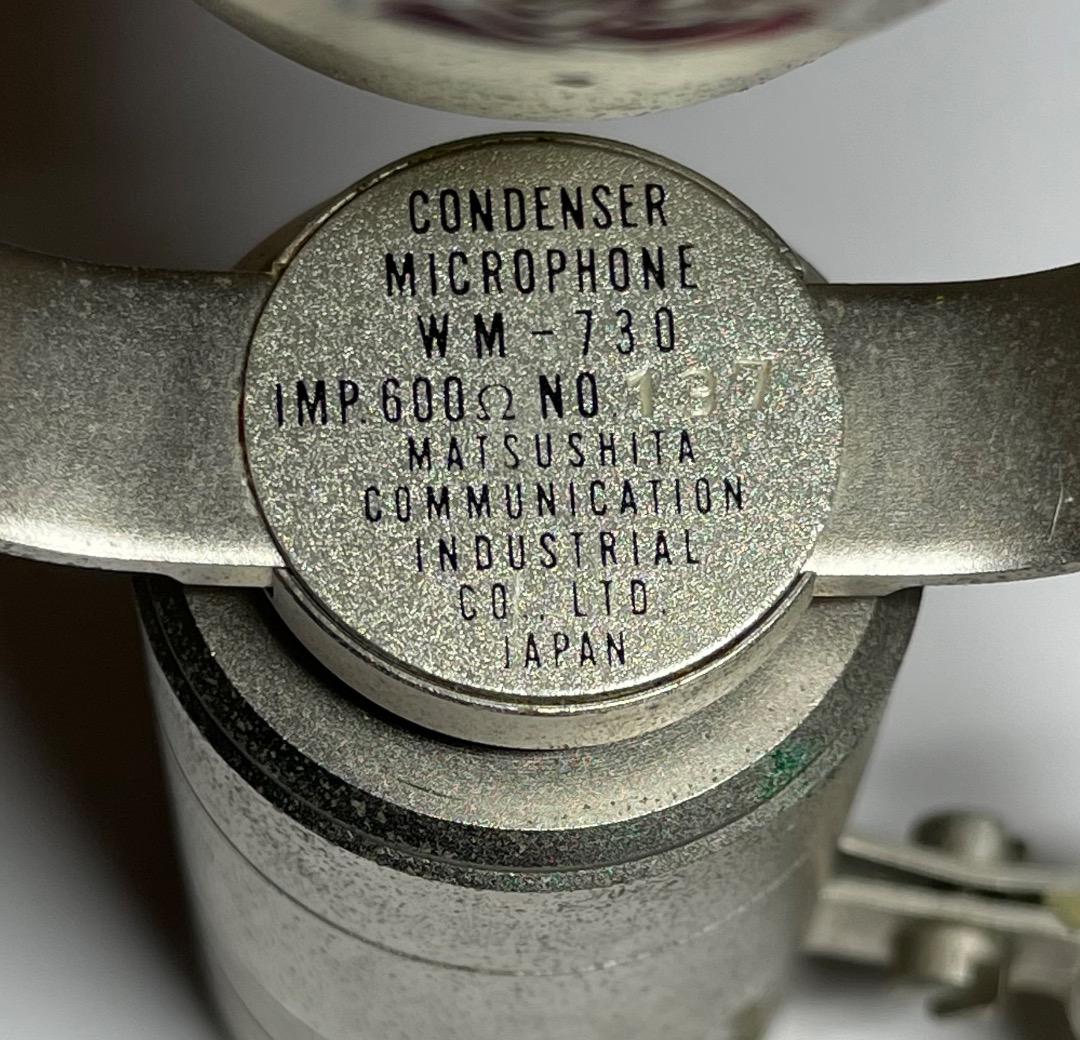 CONDENSER
MICROPHONE
WM-730
IMP. 600Ω NO. 137
MATSUSHITA
COMMUNICATION
INDUSTRIAL
CO., LTD.
JAPAN